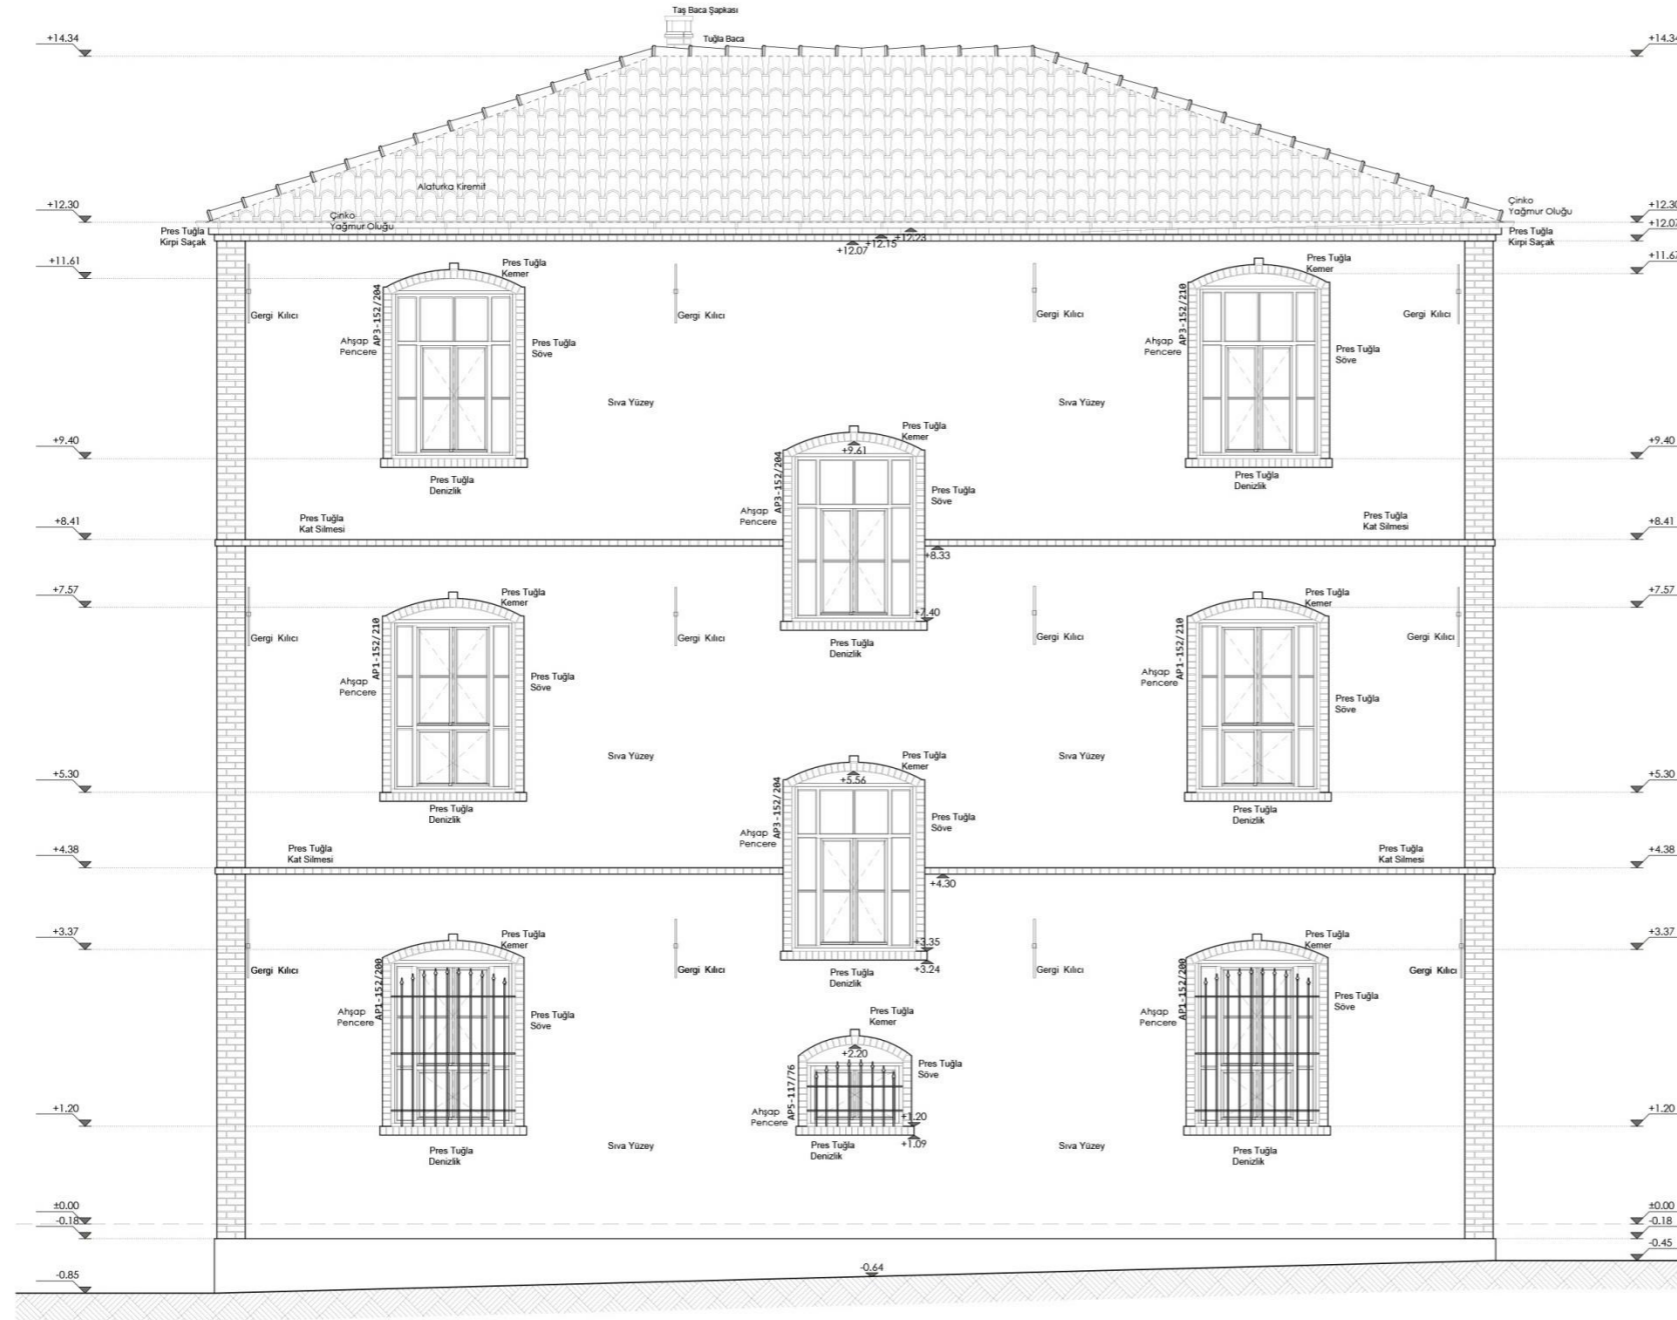 Taş Baca Şapkası
Tuğla Baca
+14.34
+14.34
Alaturka Kiremit
+12.30
Çinko
Yağmur Oluğu
Pres Tuğla
Kirpi Saçak
+12.23
+12.15
+12.07
Çinko
Yağmur Oluğu
+12.30
+12.07
Pres Tuğla
Kirpi Saçak
+11.61
Pres Tuğla
Kemer
Pres Tuğla
Kemer
+11.67
Gergi Kılıcı
AP3-152/204
Ahşap
Pencere
Pres Tuğla
Söve
Gergi Kılıcı
Gergi Kılıcı
AP3-152/210
Ahşap
Pencere
Pres Tuğla
Söve
Gergi Kılıcı
Sıva Yüzey
Sıva Yüzey
+9.40
Pres Tuğla
Denizlik
Pres Tuğla
Kemer
+9.61
Pres Tuğla
Denizlik
+9.40
AP3-152/204
Ahşap
Pencere
Pres Tuğla
Söve
+8.41
Pres Tuğla
Kat Silmesi
Pres Tuğla
Kat Silmesi
+8.41
+8.33
+7.57
Pres Tuğla
Kemer
Pres Tuğla
Kemer
+7.57
+7.40
Gergi Kılıcı
Gergi Kılıcı
Pres Tuğla
Denizlik
Gergi Kılıcı
Gergi Kılıcı
AP1-152/210
Ahşap
Pencere
Pres Tuğla
Söve
AP1-152/210
Ahşap
Pencere
Pres Tuğla
Söve
Sıva Yüzey
Sıva Yüzey
+5.30
Pres Tuğla
Denizlik
Pres Tuğla
Kemer
+5.56
Pres Tuğla
Denizlik
+5.30
AP3-152/204
Ahşap
Pencere
Pres Tuğla
Söve
+4.38
Pres Tuğla
Kat Silmesi
Pres Tuğla
Kat Silmesi
+4.38
+4.30
+3.37
Pres Tuğla
Kemer
+3.35
+3.24
Pres Tuğla
Kemer
+3.37
Gergi Kılıcı
Gergi Kılıcı
Pres Tuğla
Denizlik
Gergi Kılıcı
Gergi Kılıcı
AP1-152/200
Ahşap
Pencere
Pres Tuğla
Söve
Pres Tuğla
Kemer
AP1-152/200
Ahşap
Pencere
Pres Tuğla
Söve
+2.20
AP5-117/76
Ahşap
Pencere
Pres Tuğla
Söve
+1.20
+1.20
+1.09
+1.20
Pres Tuğla
Denizlik
Sıva Yüzey
Pres Tuğla
Denizlik
Sıva Yüzey
Pres Tuğla
Denizlik
±0.00
-0.18
±0.00
-0.18
-0.45
-0.64
-0.85